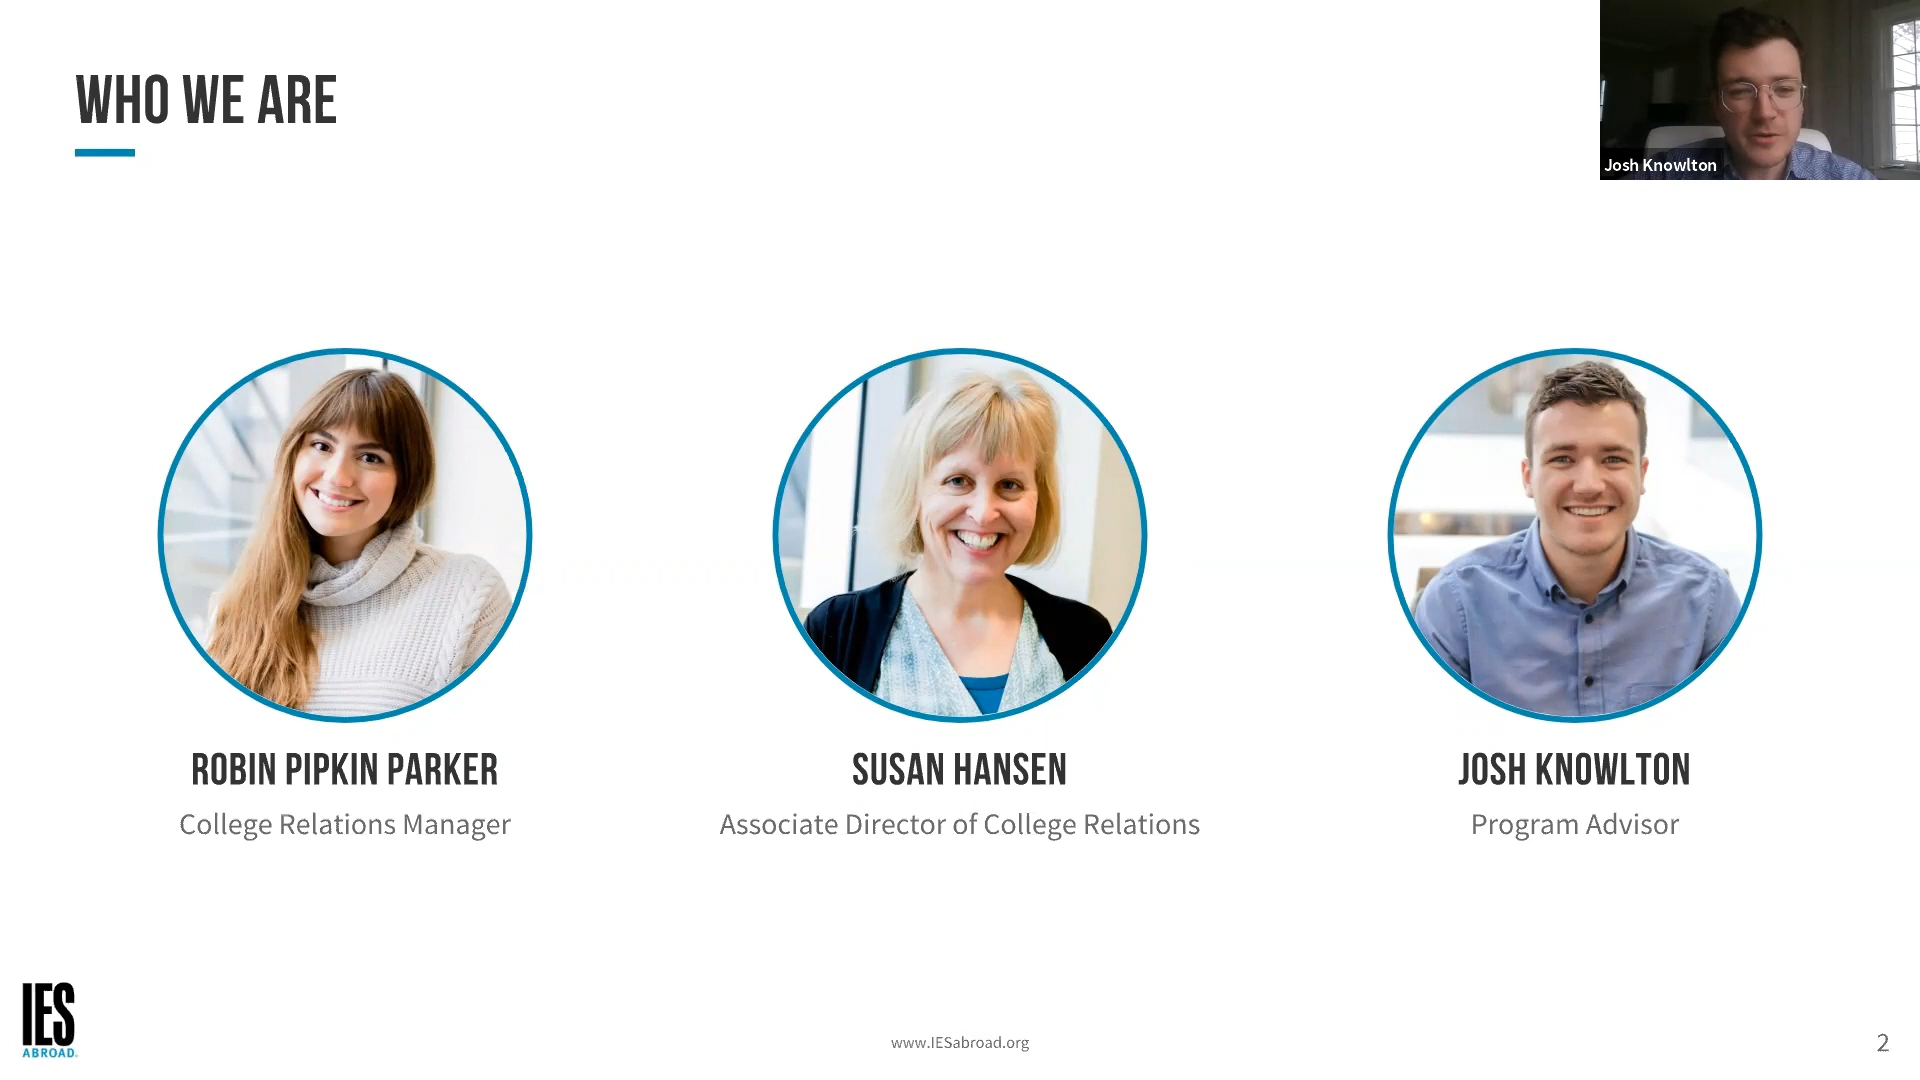 WHO WE ARE
Josh Knowlton
ROBIN PIPKIN PARKER
College Relations Manager
SUSAN HANSEN
Associate Director of College Relations
JOSH KNOWLTON
Program Advisor
IES
ABROAD
www.IESabroad.org
2